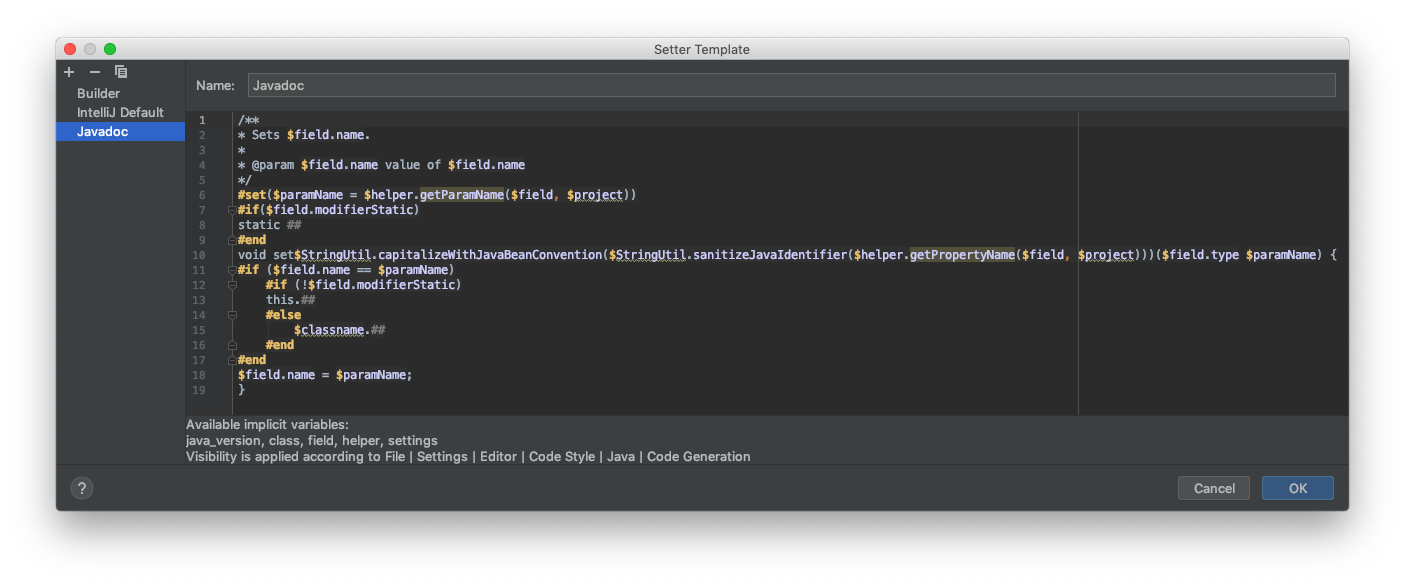 Setter Template
Builder
IntelliJ Default
Javadoc
Name: Javadoc
1 /**
2 * Sets $field.name.
3 *
4 * @param $field.name value of $field.name
5 */
6 #set($paramName = $helper.getParamName($field, $project))
7 #if($field.modifierStatic)
8 static ##
9 #end
10 void set$StringUtil.capitalizeWithJavaBeanConvention($StringUtil.sanitizeJavaIdentifier($helper.getPropertyName($field, $project)))($field.type $paramName) {
11 #if ($field.name == $paramName)
12     #if (!$field.modifierStatic)
13     this.##
14     #else
15         $classname.##
16     #end
17 #end
18 $field.name = $paramName;
19 }
Available implicit variables:
java_version, class, field, helper, settings
Visibility is applied according to File | Settings | Editor | Code Style | Java | Code Generation
?
Cancel
OK